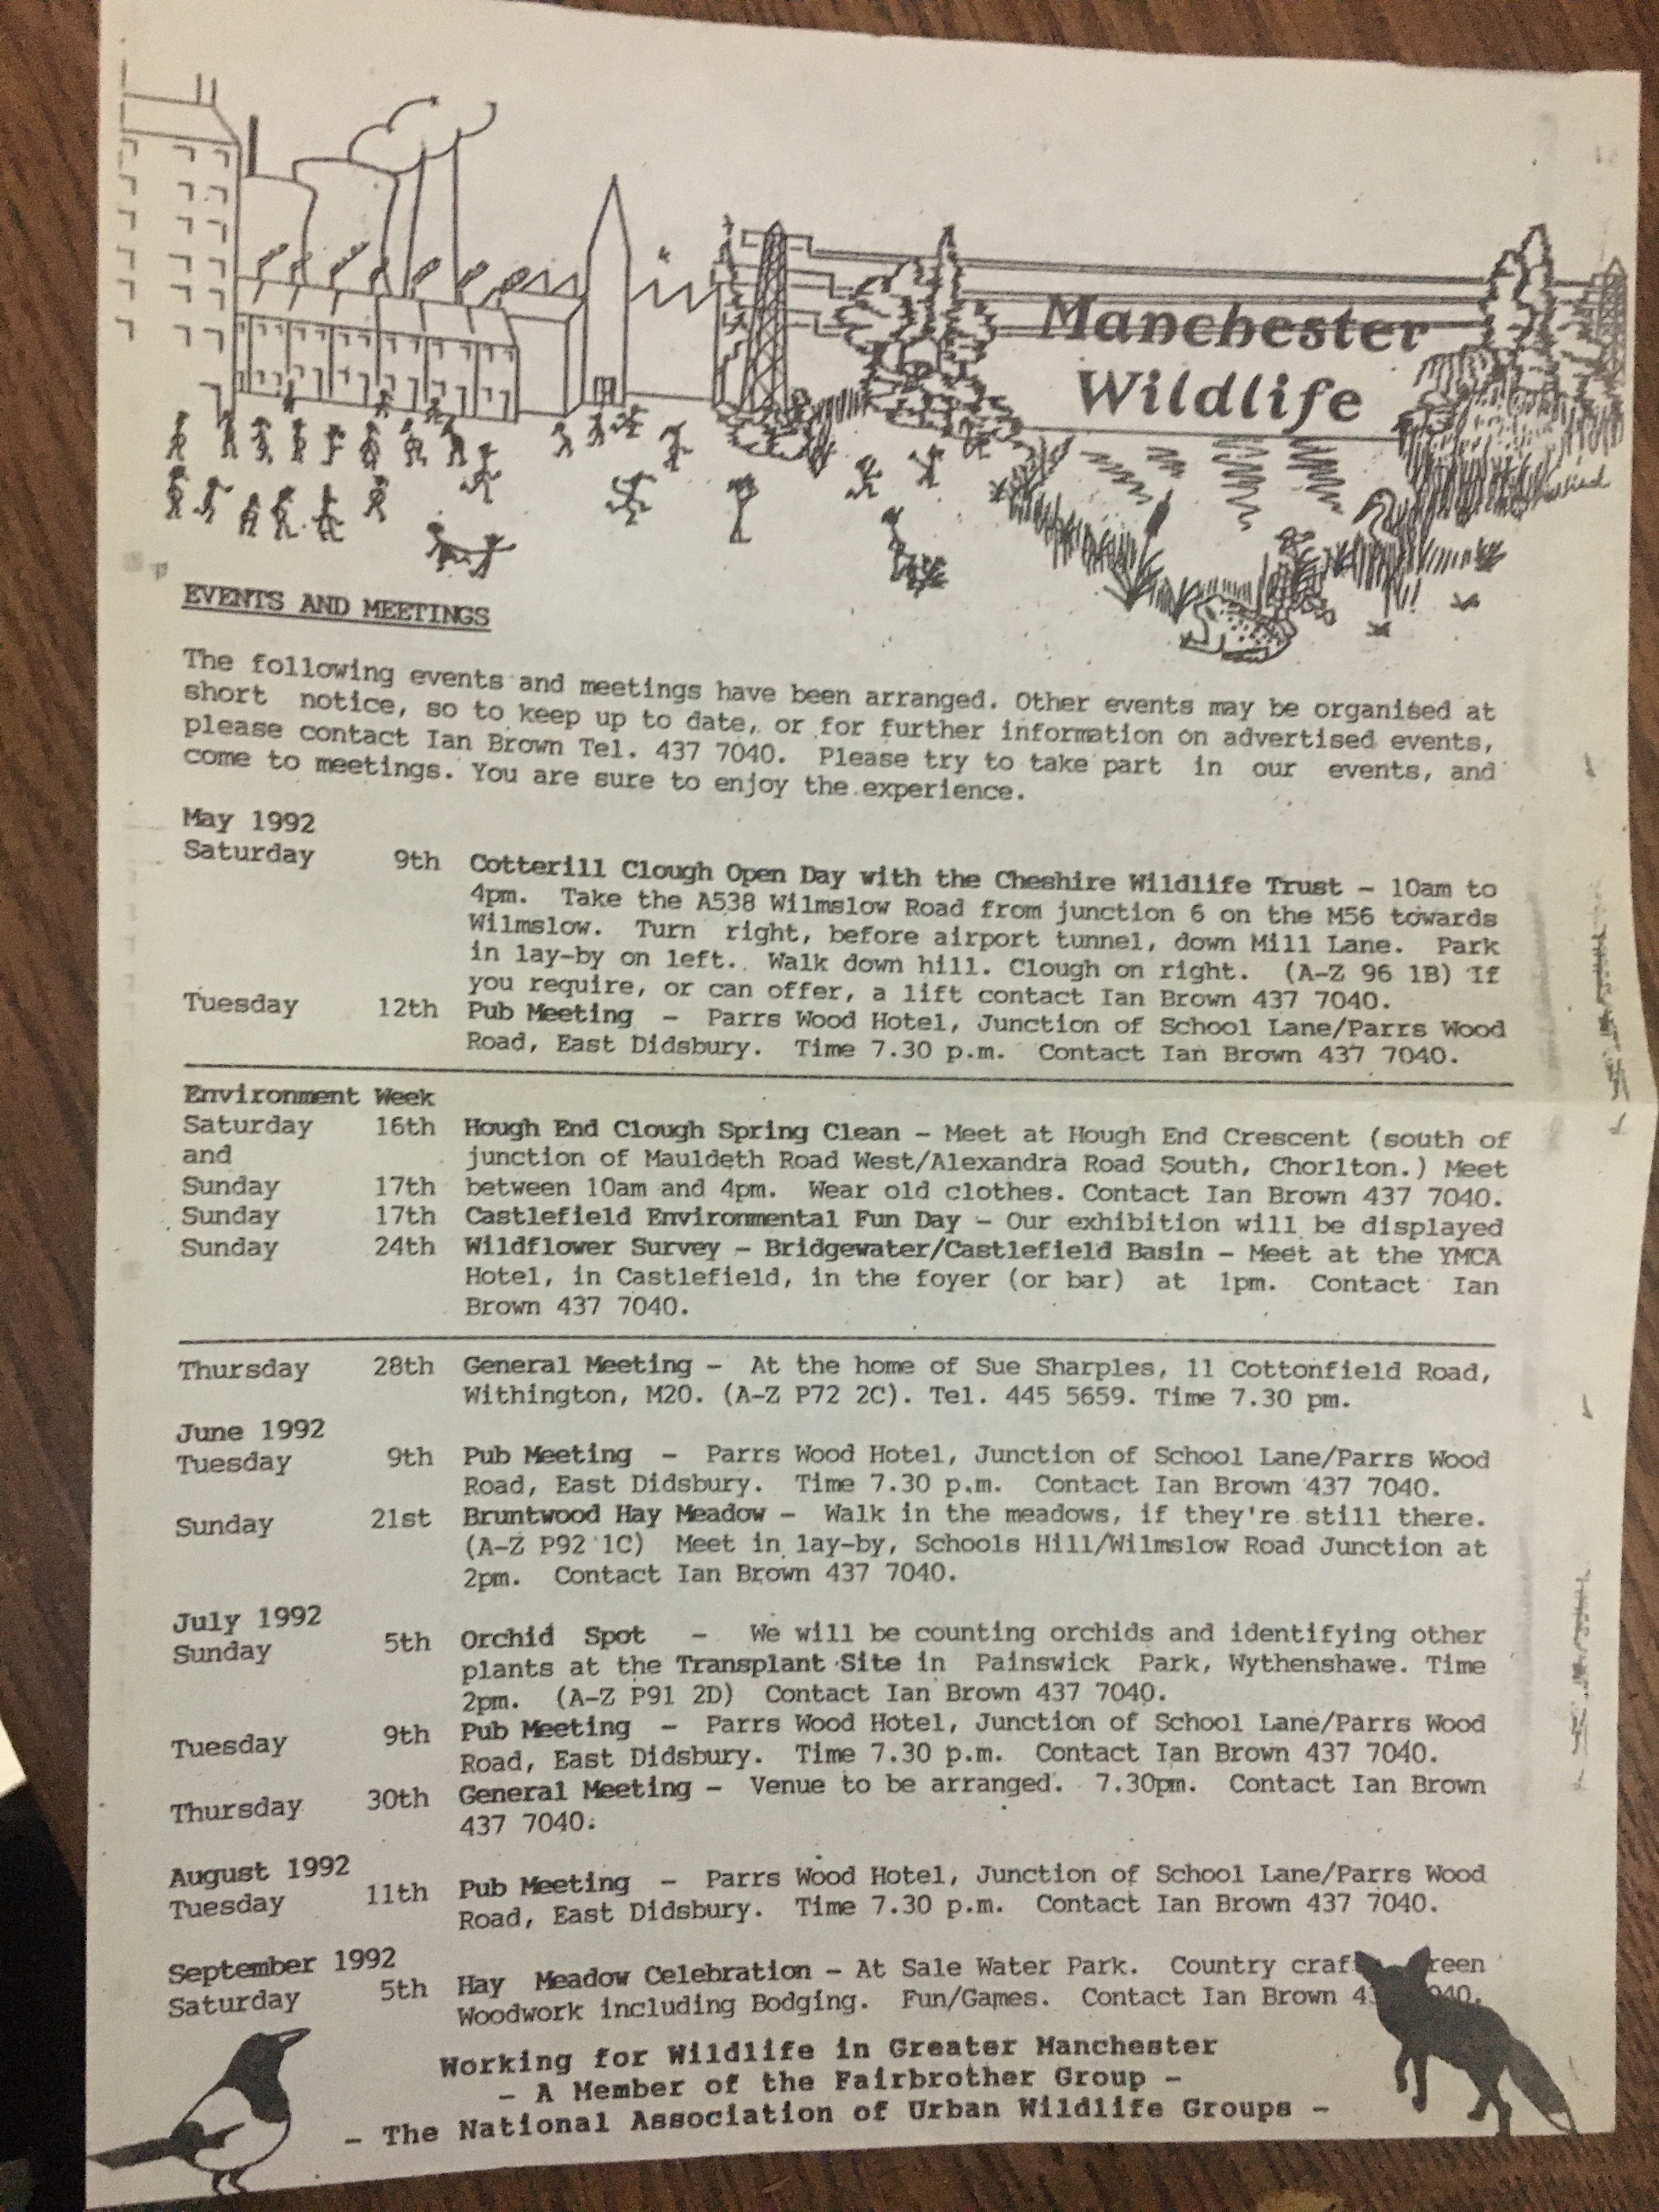 Manchester
Wildlife
EVENTS AND MEETINGS
The following events and meetings have been arranged. Other events may be organised at
short notice, so to keep up to date, or for further information on advertised events,
please contact Ian Brown Tel. 437 7040. Please try to take part in our events, and
come to meetings. You are sure to enjoy the experience.
May 1992
Saturday 9th Cotterill Clough Open Day with the Cheshire Wildlife Trust - 10am to
4pm. Take the A538 Wilmslow Road from junction 6 on the M56 towards
Wilmslow. Turn right, before airport tunnel, down Mill Lane. Park
in lay-by on left. Walk down hill. Clough on right. (A-Z 96 1B) If
you require, or can offer, a lift contact Ian Brown 437 7040.
Tuesday 12th Pub Meeting - Parrs Wood Hotel, Junction of School Lane/Parrs Wood
Road, East Didsbury. Time 7.30 p.m. Contact Ian Brown 437 7040.
Environment Week
Saturday 16th Hough End Clough Spring Clean - Meet at Hough End Crescent (south of
and junction of Mauldeth Road West/Alexandra Road South, Chorlton.) Meet
Sunday 17th between 10am and 4pm. Wear old clothes. Contact Ian Brown 437 7040.
Sunday 17th Castlefield Environmental Fun Day - Our exhibition will be displayed
Sunday 24th Wildflower Survey - Bridgewater/Castlefield Basin - Meet at the YMCA
Hotel, in Castlefield, in the foyer (or bar) at 1pm. Contact Ian
Brown 437 7040.
Thursday 28th General Meeting - At the home of Sue Sharples, 11 Cottonfield Road,
Withington, M20. (A-Z P72 2C). Tel. 445 5659. Time 7.30 pm.
June 1992
Tuesday 9th Pub Meeting - Parrs Wood Hotel, Junction of School Lane/Parrs Wood
Road, East Didsbury. Time 7.30 p.m. Contact Ian Brown 437 7040.
Sunday 21st Bruntwood Hay Meadow - Walk in the meadows, if they're still there.
(A-Z P92 1C) Meet in lay-by, Schools Hill/Wilmslow Road Junction at
2pm. Contact Ian Brown 437 7040.
July 1992
Sunday 5th Orchid Spot - We will be counting orchids and identifying other
plants at the Transplant Site in Painswick Park, Wythenshawe. Time
2pm. (A-Z P91 2D) Contact Ian Brown 437 7040.
Tuesday 9th Pub Meeting - Parrs Wood Hotel, Junction of School Lane/Parrs Wood
Road, East Didsbury. Time 7.30 p.m. Contact Ian Brown 437 7040.
Thursday 30th General Meeting - Venue to be arranged. 7.30pm. Contact Ian Brown
437 7040.
August 1992
Tuesday 11th Pub Meeting - Parrs Wood Hotel, Junction of School Lane/Parrs Wood
Road, East Didsbury. Time 7.30 p.m. Contact Ian Brown 437 7040.
September 1992
Saturday 5th Hay Meadow Celebration - At Sale Water Park. Country craf reen
Woodwork including Bodging. Fun/Games. Contact Ian Brown 43 040.
Working for Wildlife in Greater Manchester
- A Member of the Fairbrother Group -
- The National Association of Urban Wildlife Groups -